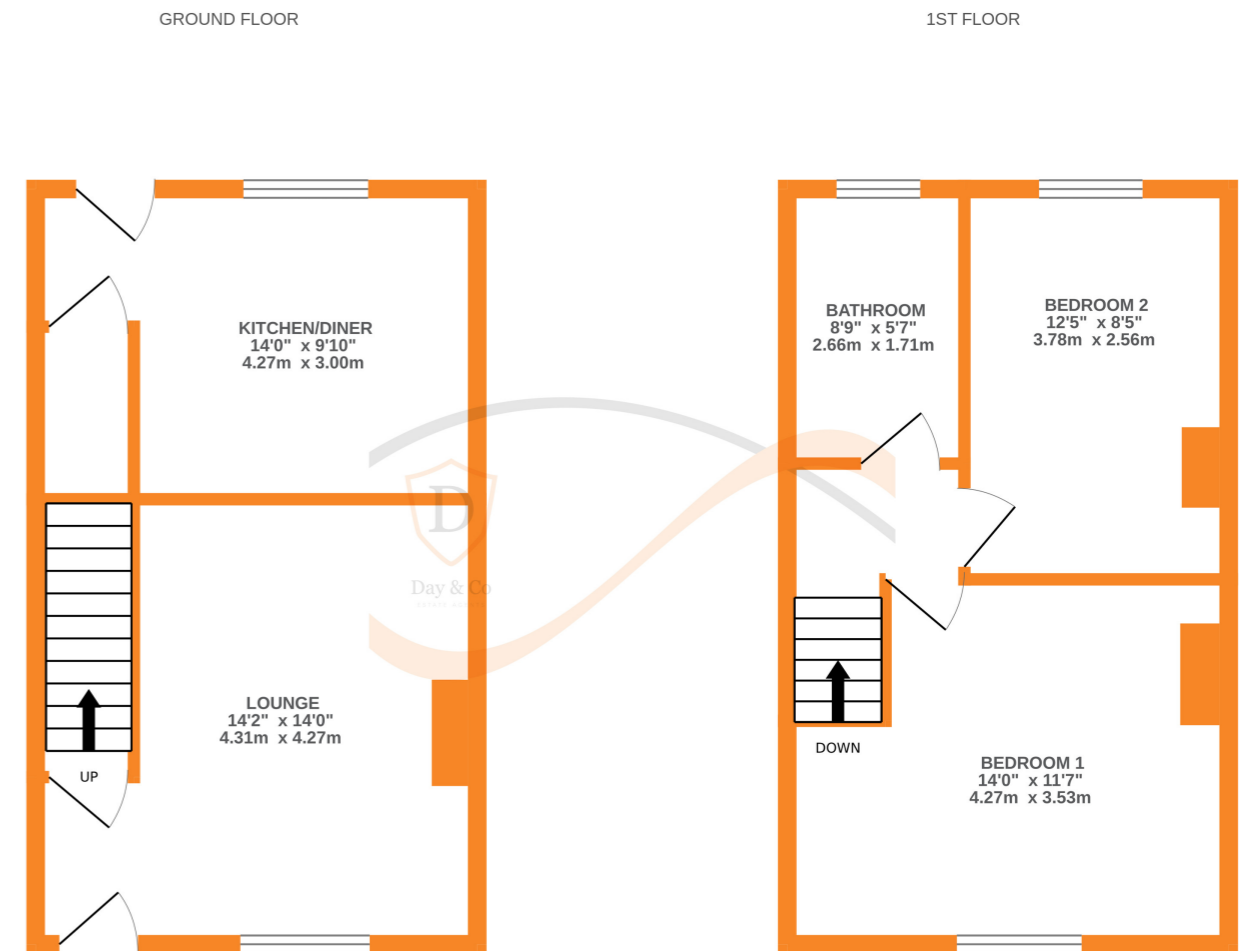 GROUND FLOOR
1ST FLOOR
KITCHEN/DINER
14'0" x 9'10"
4.27m x 3.00m
LOUNGE
14'2" x 14'0"
4.31m x 4.27m
UP
BATHROOM
8'9" x 5'7"
2.66m x 1.71m
BEDROOM 2
12'5" x 8'5"
3.78m x 2.56m
DOWN
BEDROOM 1
14'0" x 11'7"
4.27m x 3.53m
D
Day & Co